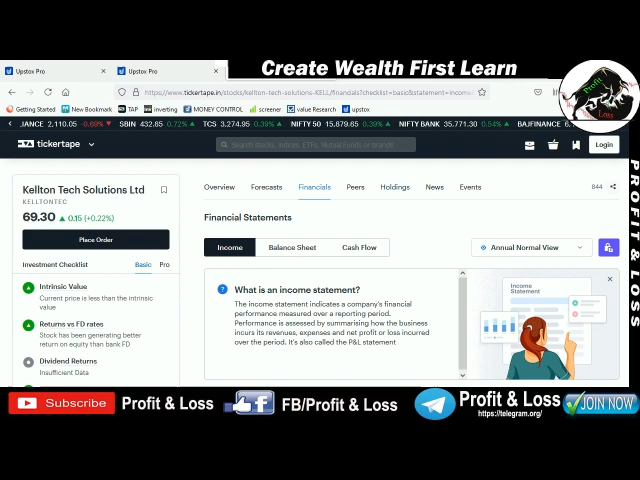 Create Wealth First Learn
Upstox Pro
Upstox Pro
Profit
Loss
https://www.tickertape.in/stocks/kellton-tech-solutions-KELL/financials?checklist=basic&statement=income
Getting Started
New Bookmark
TAP
inverting
MONEY CONTROL
Screener
value Research
upstox
JINANCE 2,110.05 -0.69%
SBIN 432.85 0.72%
TCS 3,274.95 0.39%
NIFTY 50 15,879.65 0.39%
NIFTY BANK 35,771.30 0.54%
BAJFINANCE
tickertape
Search stocks, indices, ETFs, Mutual Funds or brands
Login
Kellton Tech Solutions Ltd
KELLTONTEC
69.30 0.15 (+0.22%)
Place Order
Investment Checklist
Basic
Pro
Intrinsic Value
Current price is less than the intrinsic
value
Returns vs FD rates
Stock has been generating better
return on equity than bank FD
Dividend Returns
Insufficient Data
Overview
Forecasts
Financials
Peers
Holdings
News
Events
844
Financial Statements
Income
Balance Sheet
Cash Flow
Annual Normal View
What is an income statement?
The income statement indicates a company's financial
performance measured over a reporting period.
Performance is assessed by summarising how the business
incurs its revenues, expenses and net profit or loss incurred
over the period. It's also called the P&L statement
Income
Statement
PROFIT & LOSS
Subscribe
Profit & Loss
FB/Profit & Loss
Profit & Loss
https://telegram.org/
JOIN NOW